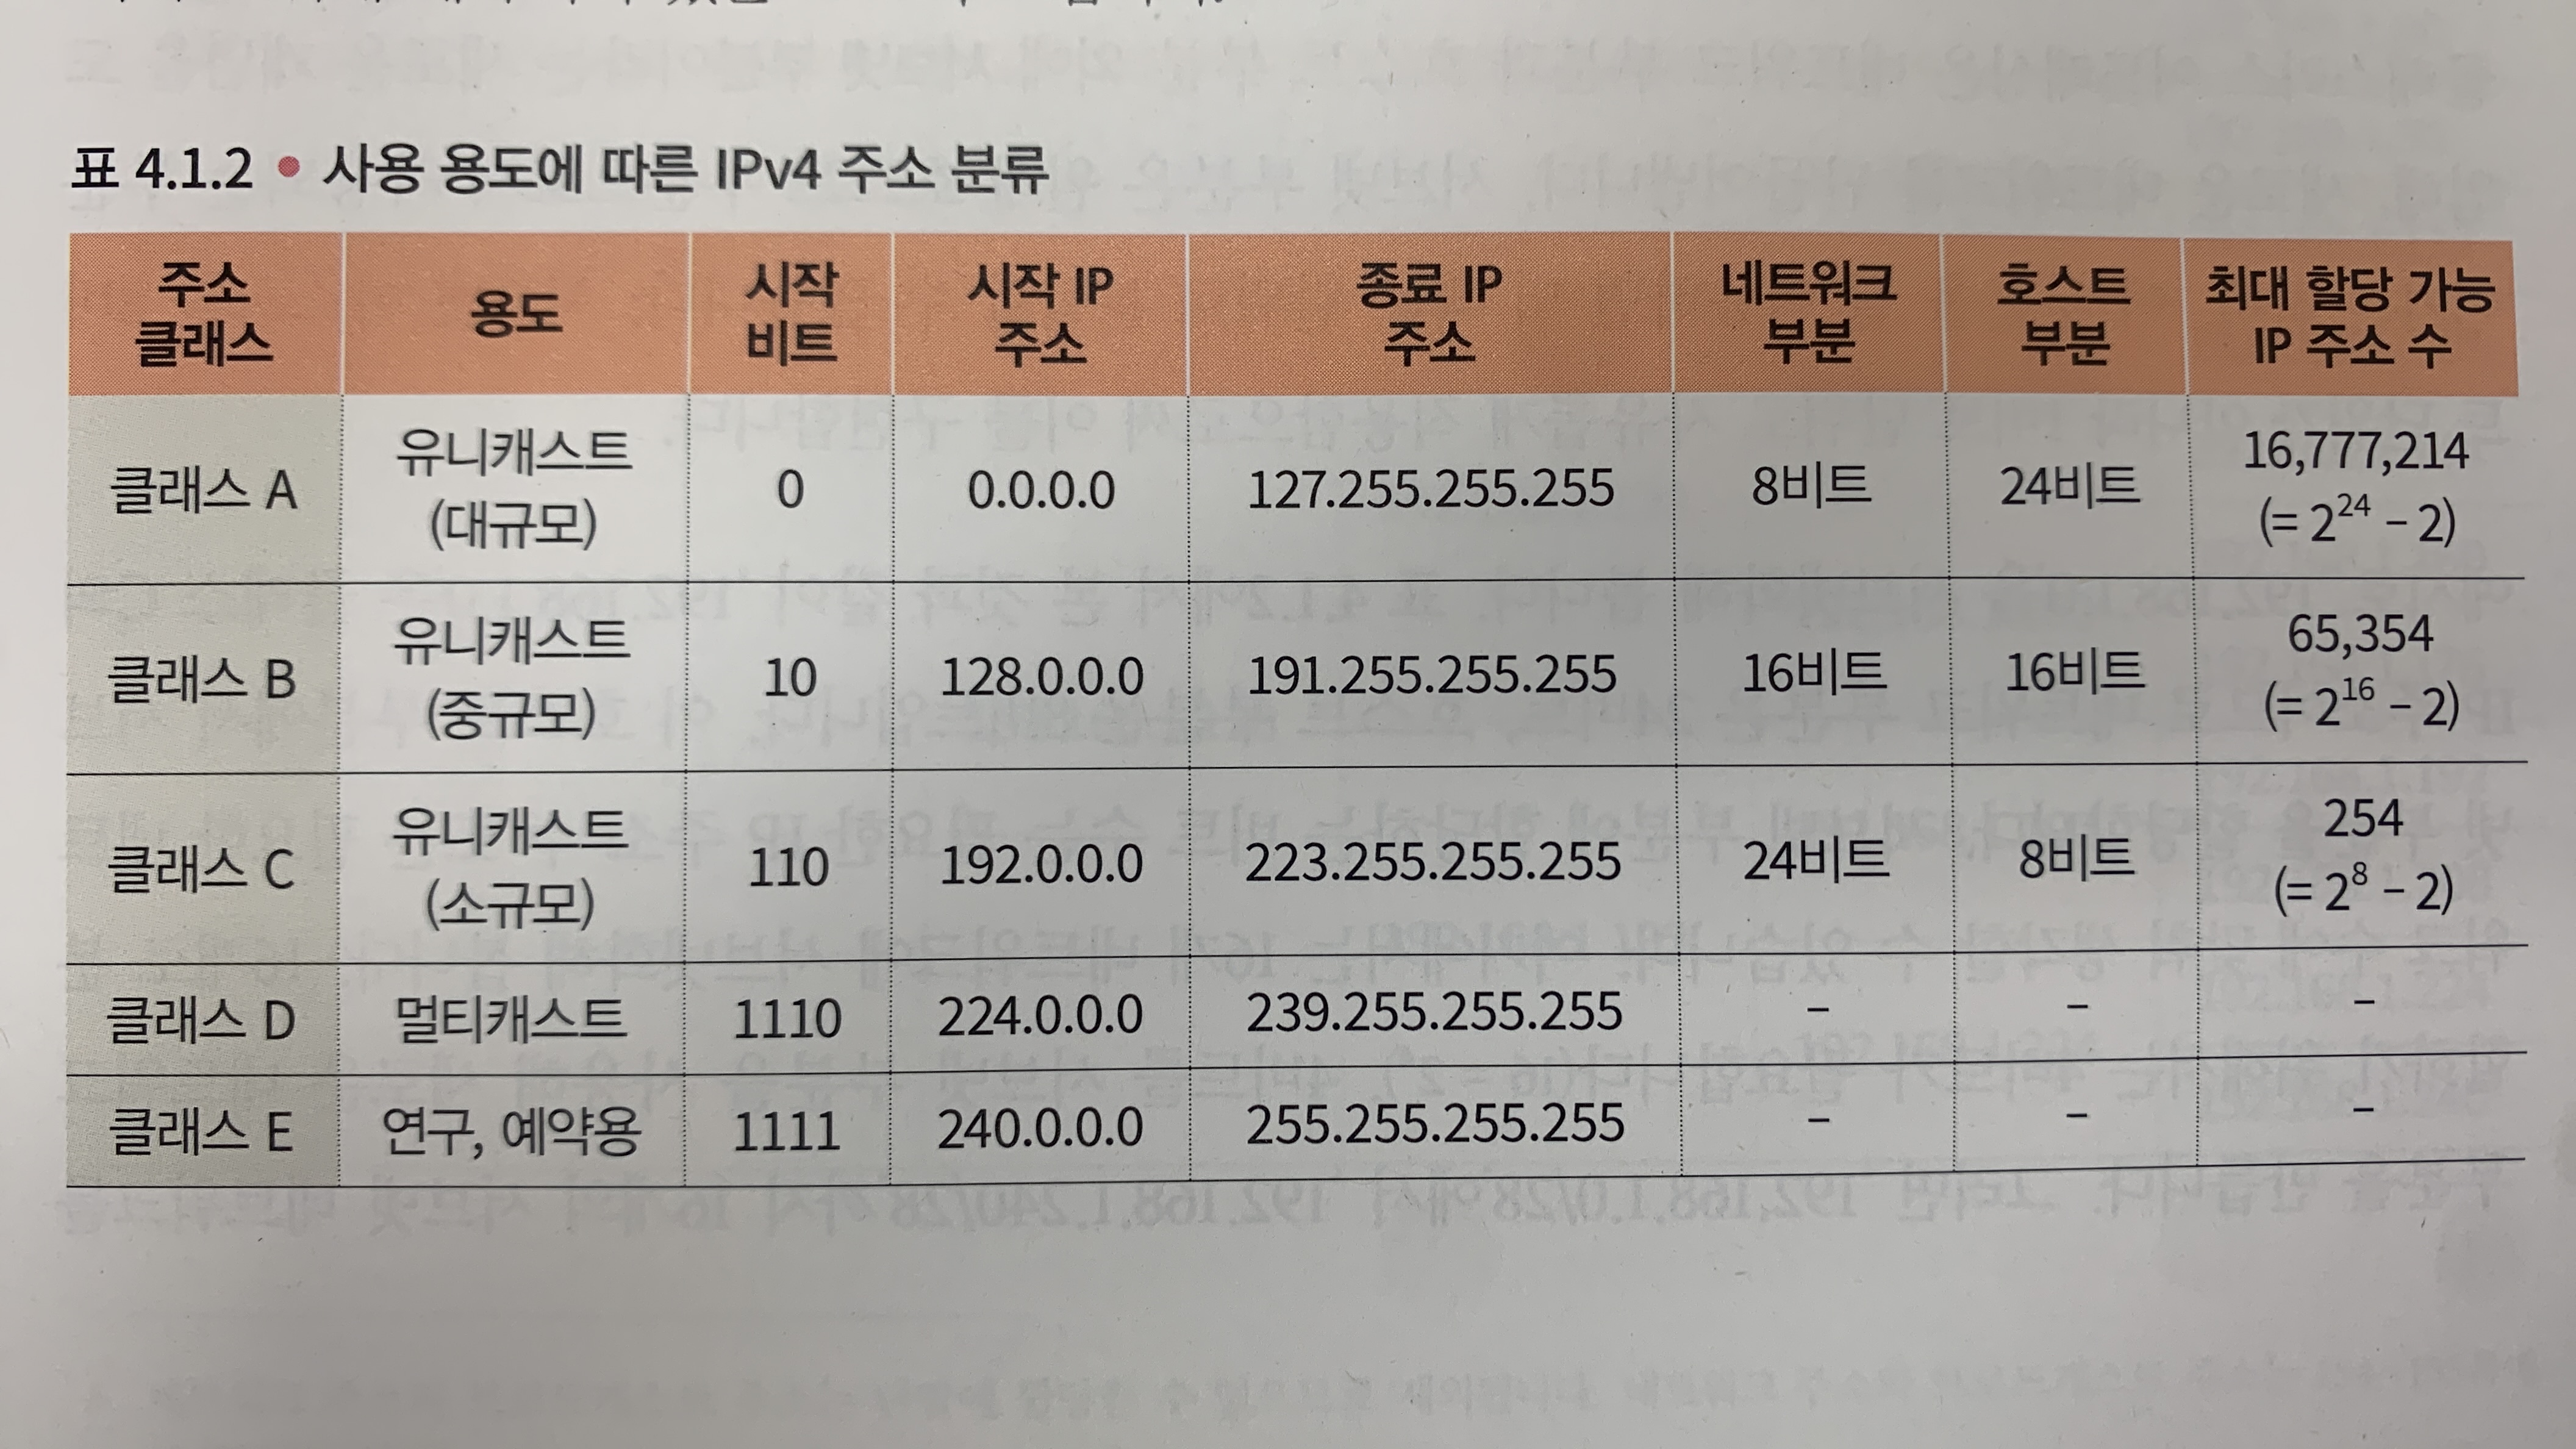 표 4.1.2 • 사용 용도에 따른 IPv4 주소 분류
주소 클래스 용도 시작 비트 시작 IP 주소 종료 IP 주소 네트워크 부분 호스트 부분 최대 할당 가능 IP 주소 수
클래스 A 유니캐스트 (대규모) 0 0.0.0.0 127.255.255.255 8비트 24비트 16,777,214 (= 2²⁴ – 2)
클래스 B 유니캐스트 (중규모) 10 128.0.0.0 191.255.255.255 16비트 16비트 65,354 (= 2¹⁶ – 2)
클래스 C 유니캐스트 (소규모) 110 192.0.0.0 223.255.255.255 24비트 8비트 254 (= 2⁸ – 2)
클래스 D 멀티캐스트 1110 224.0.0.0 239.255.255.255 – – –
클래스 E 연구, 예약용 1111 240.0.0.0 255.255.255.255 – – –